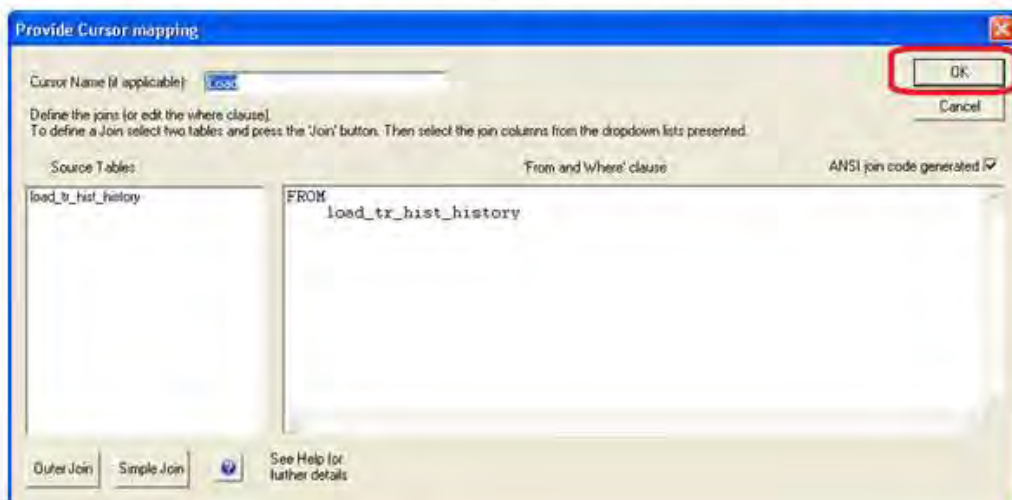 Provide Cursor mapping
Cursor Name (if applicable): Load
OK
Cancel
Define the joins (or edit the where clause).
To define a Join select two tables and press the 'Join' button. Then select the join columns from the dropdown lists presented.
Source Tables
'From and Where' clause
ANSI join code generated
load_tr_hist_history
FROM
load_tr_hist_history
Outer Join
Simple Join
?
See Help for
further details